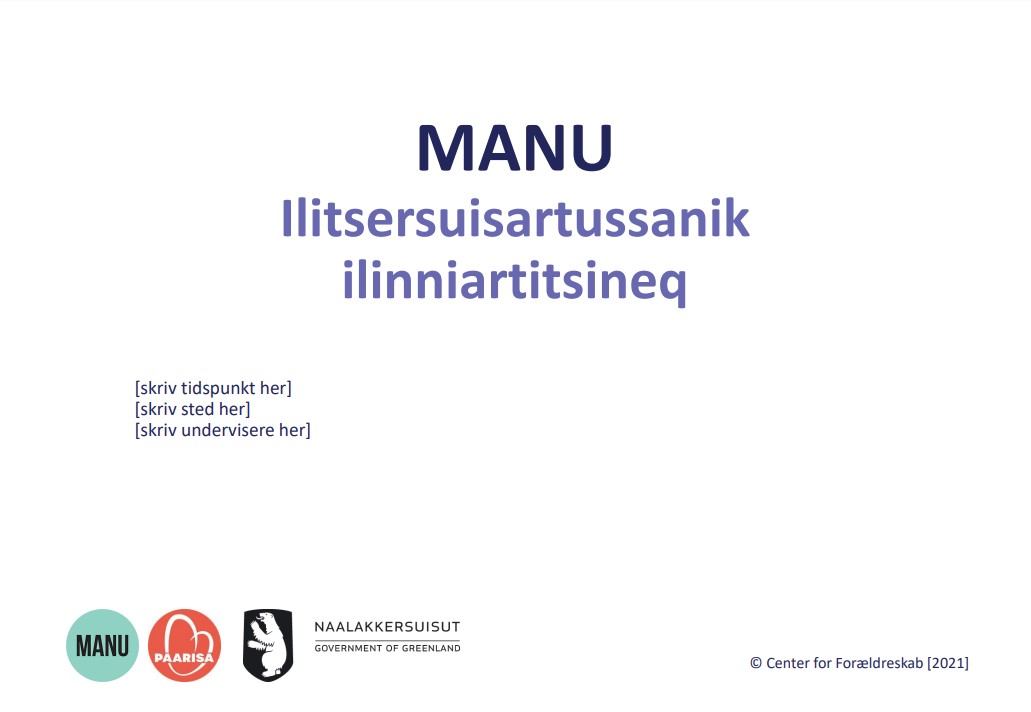 MANU
Ilitsersuisartussanik
ilinniartitsineq
[skriv tidspunkt her]
[skriv sted her]
[skriv undervisere her]
MANU
PAARISA
NAALAKKERSUISUT
GOVERNMENT OF GREENLAND
© Center for Forældreskab [2021]